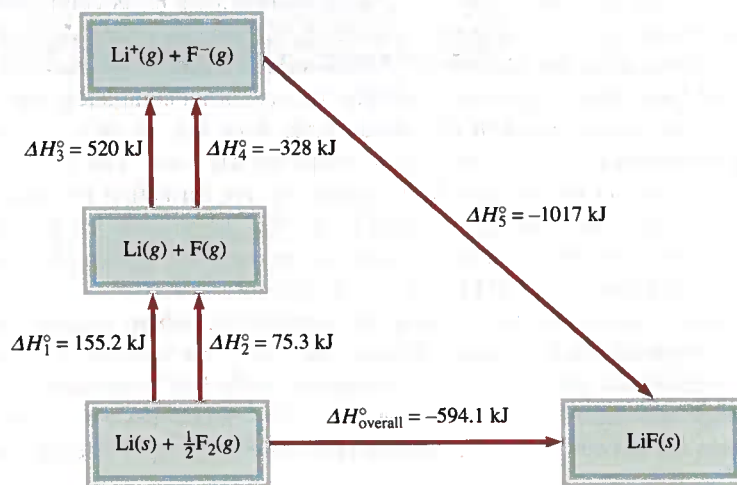 Li⁺(g) + F⁻(g)
ΔH°₃ = 520 kJ
ΔH°₄ = –328 kJ
ΔH°₅ = –1017 kJ
Li(g) + F(g)
ΔH°₁ = 155.2 kJ
ΔH°₂ = 75.3 kJ
ΔH°overall = –594.1 kJ
Li(s) + ½F₂(g)
LiF(s)